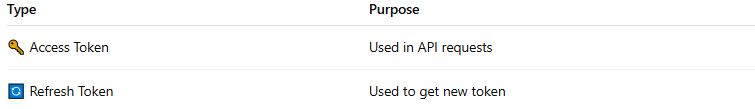 Type Purpose
🔑 Access Token Used in API requests
🔄 Refresh Token Used to get new token